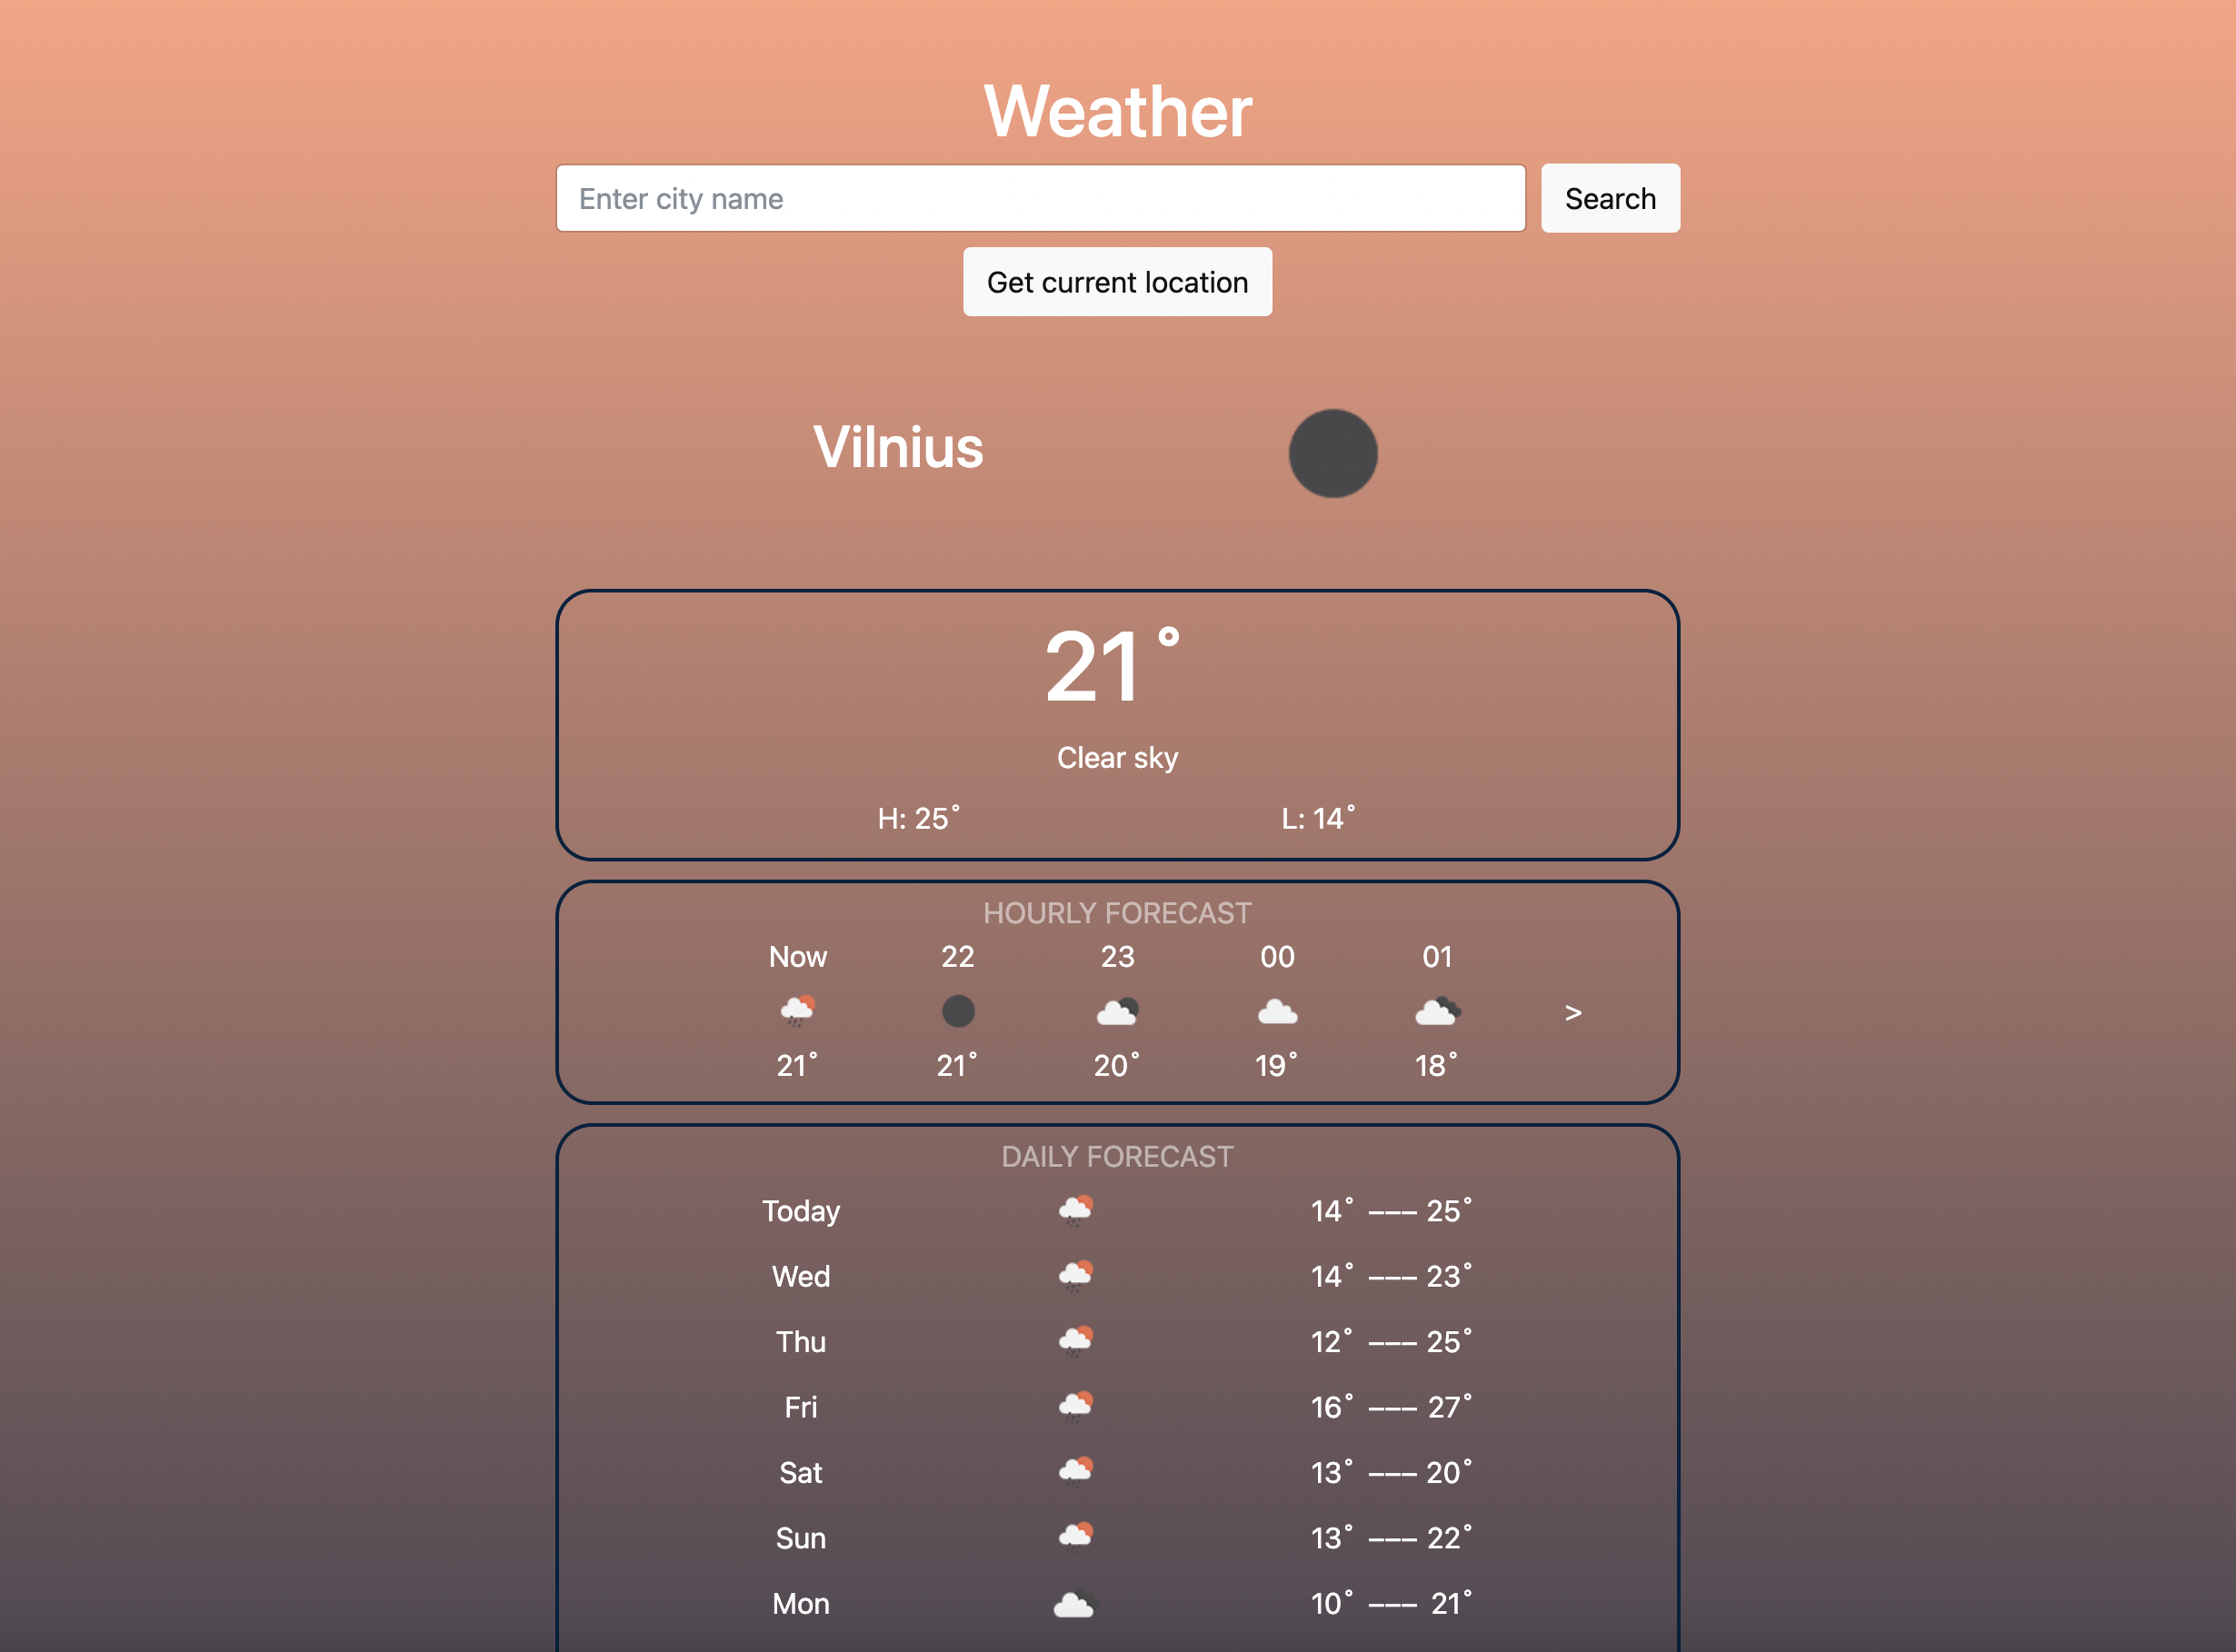 Weather
Enter city name Search
Get current location
Vilnius
21°
Clear sky
H: 25° L: 14°
HOURLY FORECAST
Now 22 23 00 01
>
21° 21° 20° 19° 18°
DAILY FORECAST
Today 14° ––– 25°
Wed 14° ––– 23°
Thu 12° ––– 25°
Fri 16° ––– 27°
Sat 13° ––– 20°
Sun 13° ––– 22°
Mon 10° ––– 21°